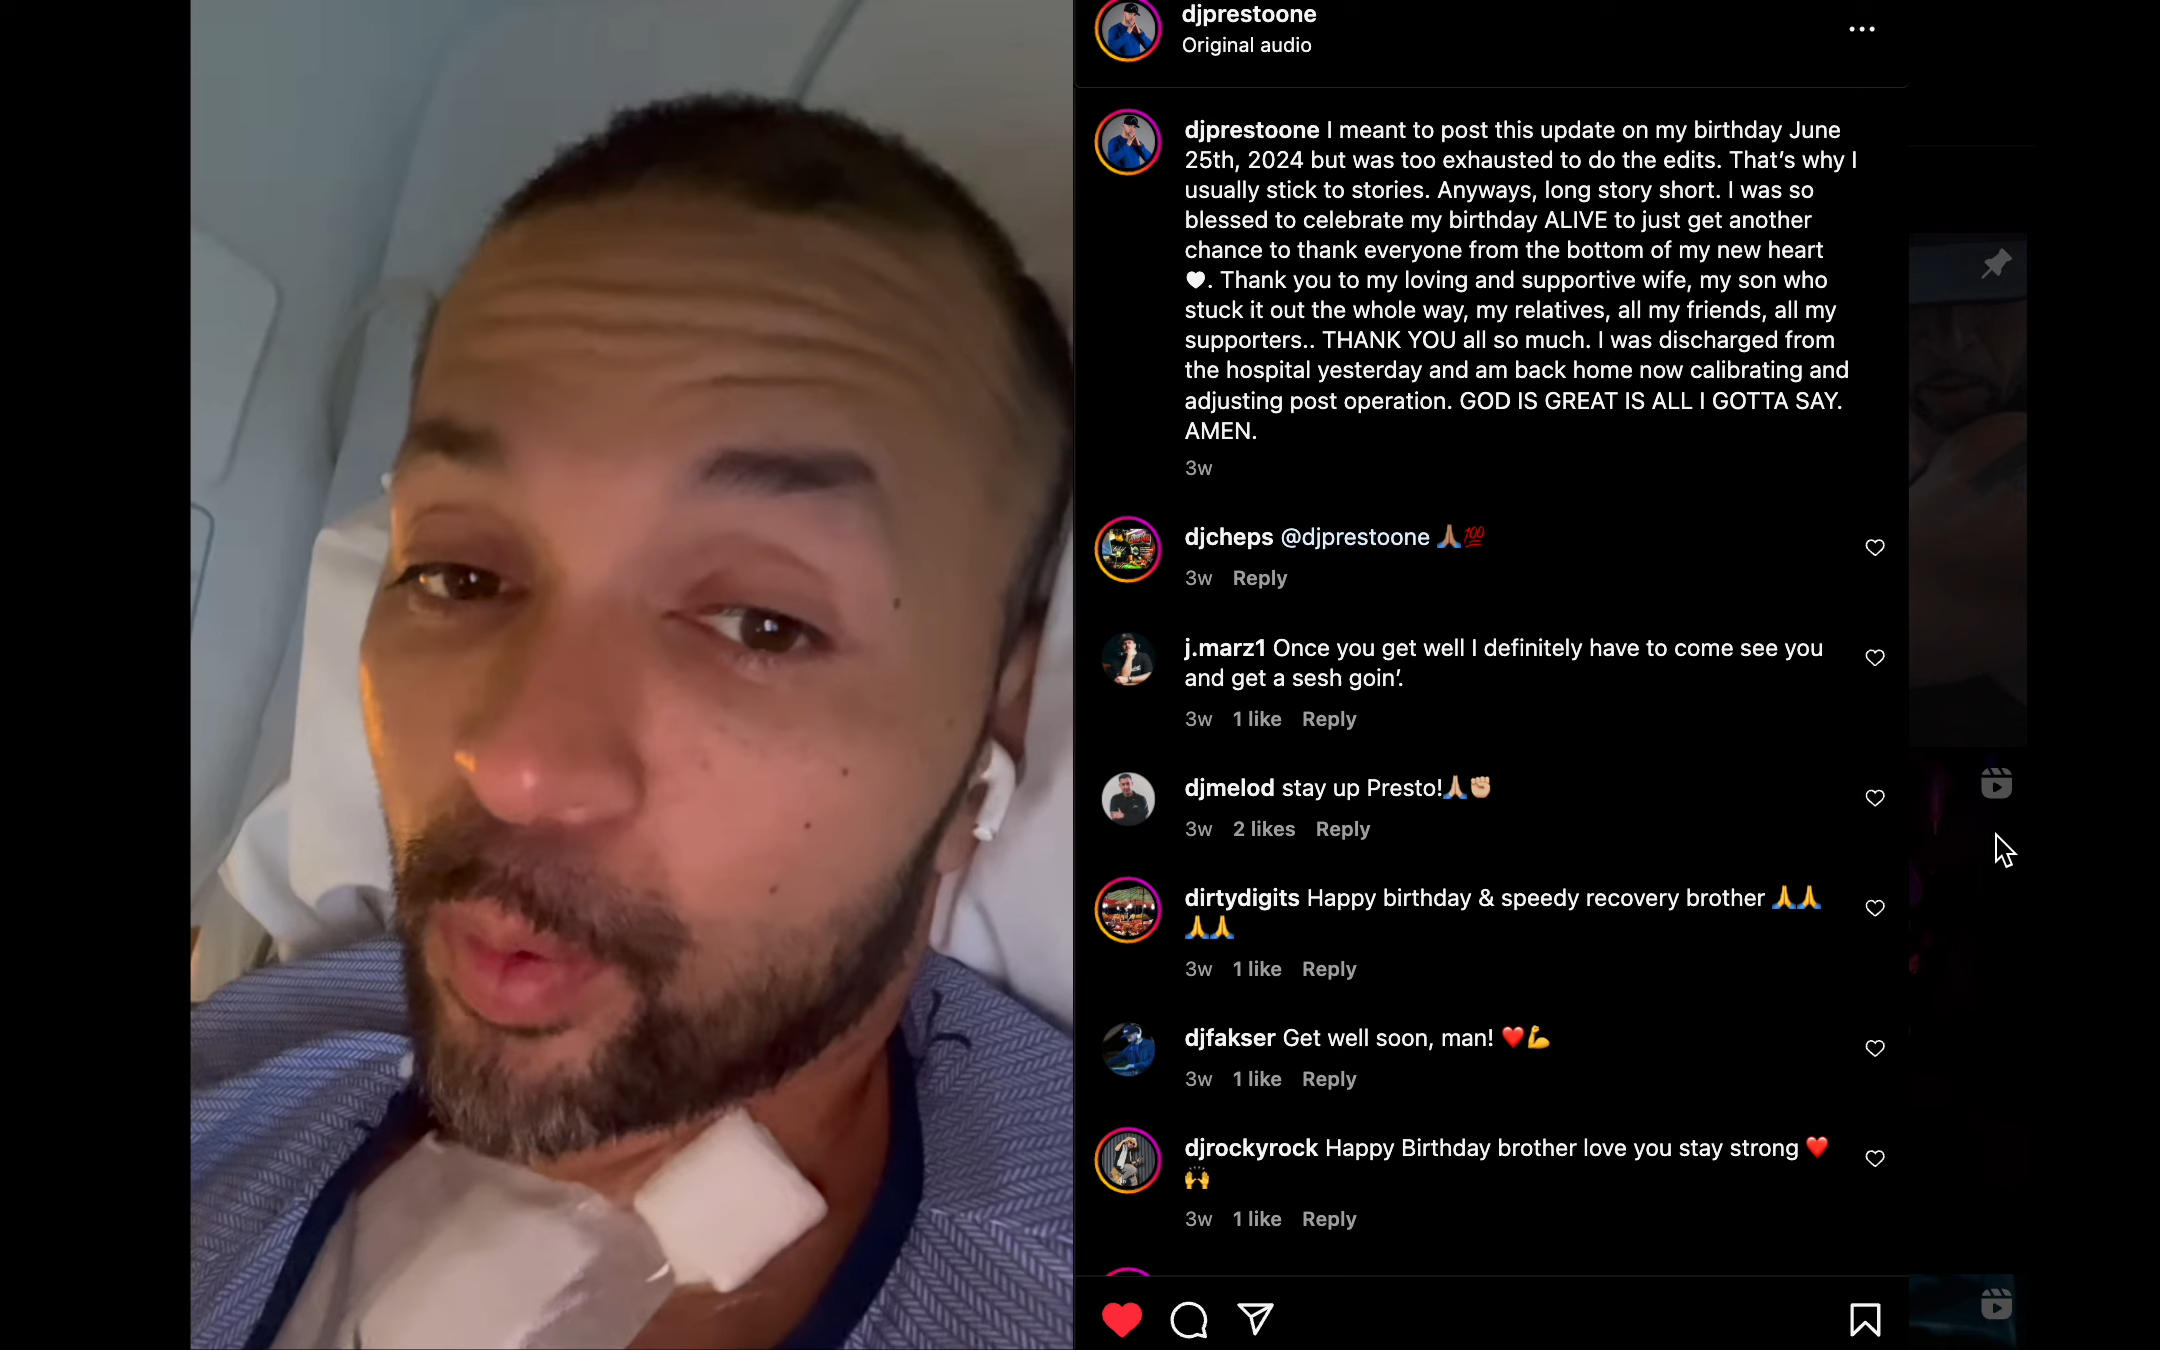 djprestoone
Original audio
djprestoone I meant to post this update on my birthday June
25th, 2024 but was too exhausted to do the edits. That’s why I
usually stick to stories. Anyways, long story short. I was so
blessed to celebrate my birthday ALIVE to just get another
chance to thank everyone from the bottom of my new heart
🖤. Thank you to my loving and supportive wife, my son who
stuck it out the whole way, my relatives, all my friends, all my
supporters.. THANK YOU all so much. I was discharged from
the hospital yesterday and am back home now calibrating and
adjusting post operation. GOD IS GREAT IS ALL I GOTTA SAY.
AMEN.
3w
djcheps @djprestoone 🙏🏽💯
3w Reply
j.marz1 Once you get well I definitely have to come see you
and get a sesh goin’.
3w 1 like Reply
djmelod stay up Presto!🙏🏼✊🏼
3w 2 likes Reply
dirtydigits Happy birthday & speedy recovery brother 🙏🙏
🙏🙏
3w 1 like Reply
djfakser Get well soon, man! ❤️💪
3w 1 like Reply
djrockyrock Happy Birthday brother love you stay strong ❤️
🙌
3w 1 like Reply